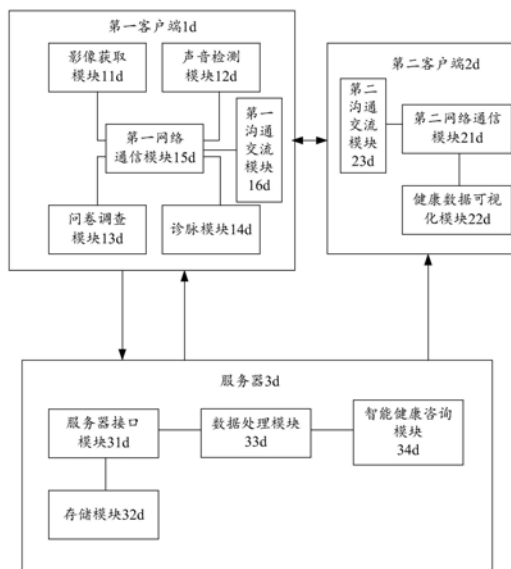 第一客户端1d
影像获取
模块11d
声音检测
模块12d
第一网络
通信模块15d
第一
沟通
交流
模块
16d
问卷调查
模块13d
诊脉模块14d
第二客户端2d
第二
沟通
交流
模块
23d
第二网络通信
模块21d
健康数据可视
化模块22d
服务器3d
服务器接口
模块31d
数据处理模块
33d
智能健康咨询
模块
34d
存储模块32d